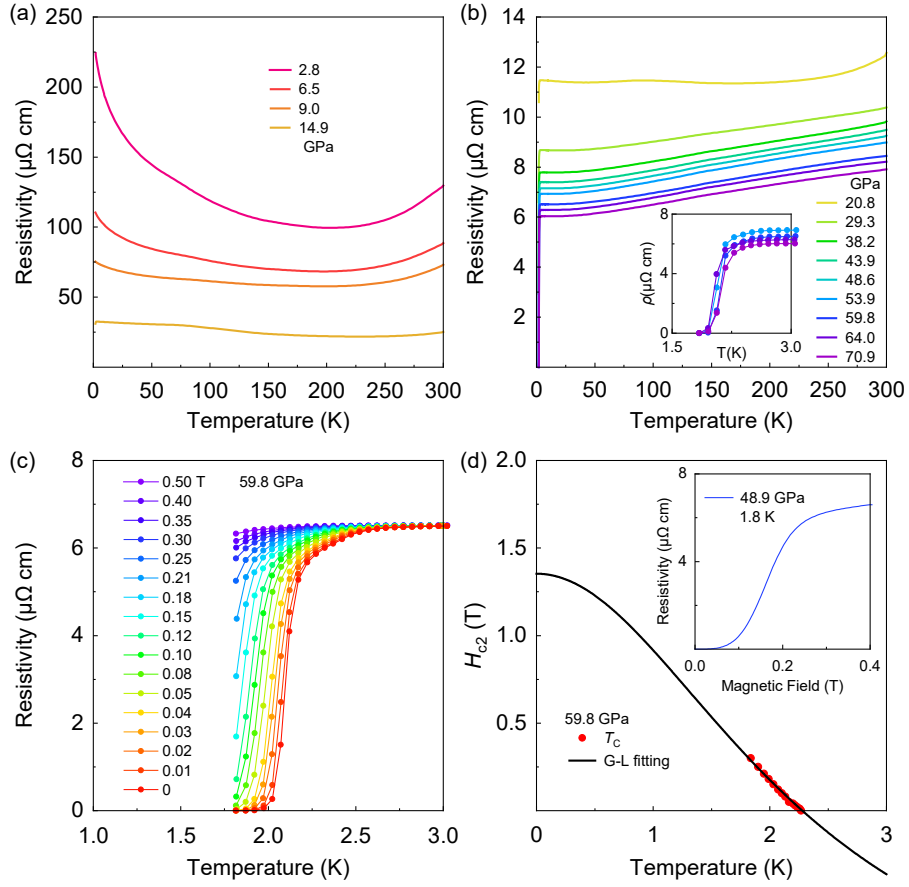 (a)
250
200
150
100
50
0 50 100 150 200 250 300
Resistivity (μΩ cm)
Temperature (K)
2.8
6.5
9.0
14.9
GPa
(b)
14
12
10
8
6
4
2
0 50 100 150 200 250 300
Resistivity (μΩ cm)
Temperature (K)
GPa
20.8
29.3
38.2
43.9
48.6
53.9
59.8
64.0
70.9
8
4
0
1.5 3.0
ρ(μΩ cm)
T(K)
(c)
8
6
4
2
0
1.0 1.5 2.0 2.5 3.0
Resistivity (μΩ cm)
Temperature (K)
0.50 T 59.8 GPa
0.40
0.35
0.30
0.25
0.21
0.18
0.15
0.12
0.10
0.08
0.05
0.04
0.03
0.02
0.01
0
(d)
2.0
1.5
1.0
0.5
0
0 1 2 3
Hc2 (T)
Temperature (K)
59.8 GPa
TC
G-L fitting
8
4
0.0 0.2 0.4
Resistivity (μΩ cm)
Magnetic Field (T)
48.9 GPa
1.8 K